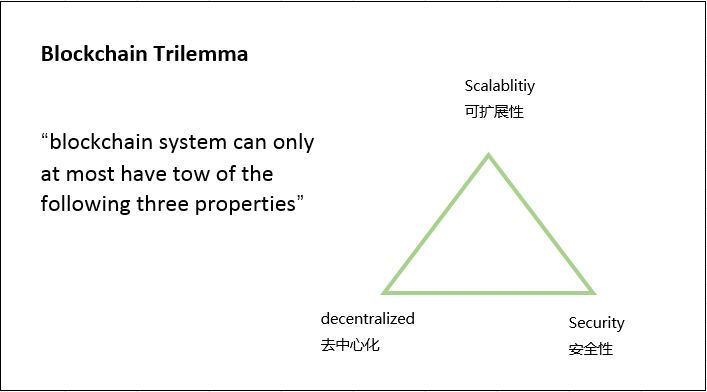 Blockchain Trilemma
“blockchain system can only
at most have tow of the
following three properties”
Scalablitiy
可扩展性
decentralized
去中心化
Security
安全性